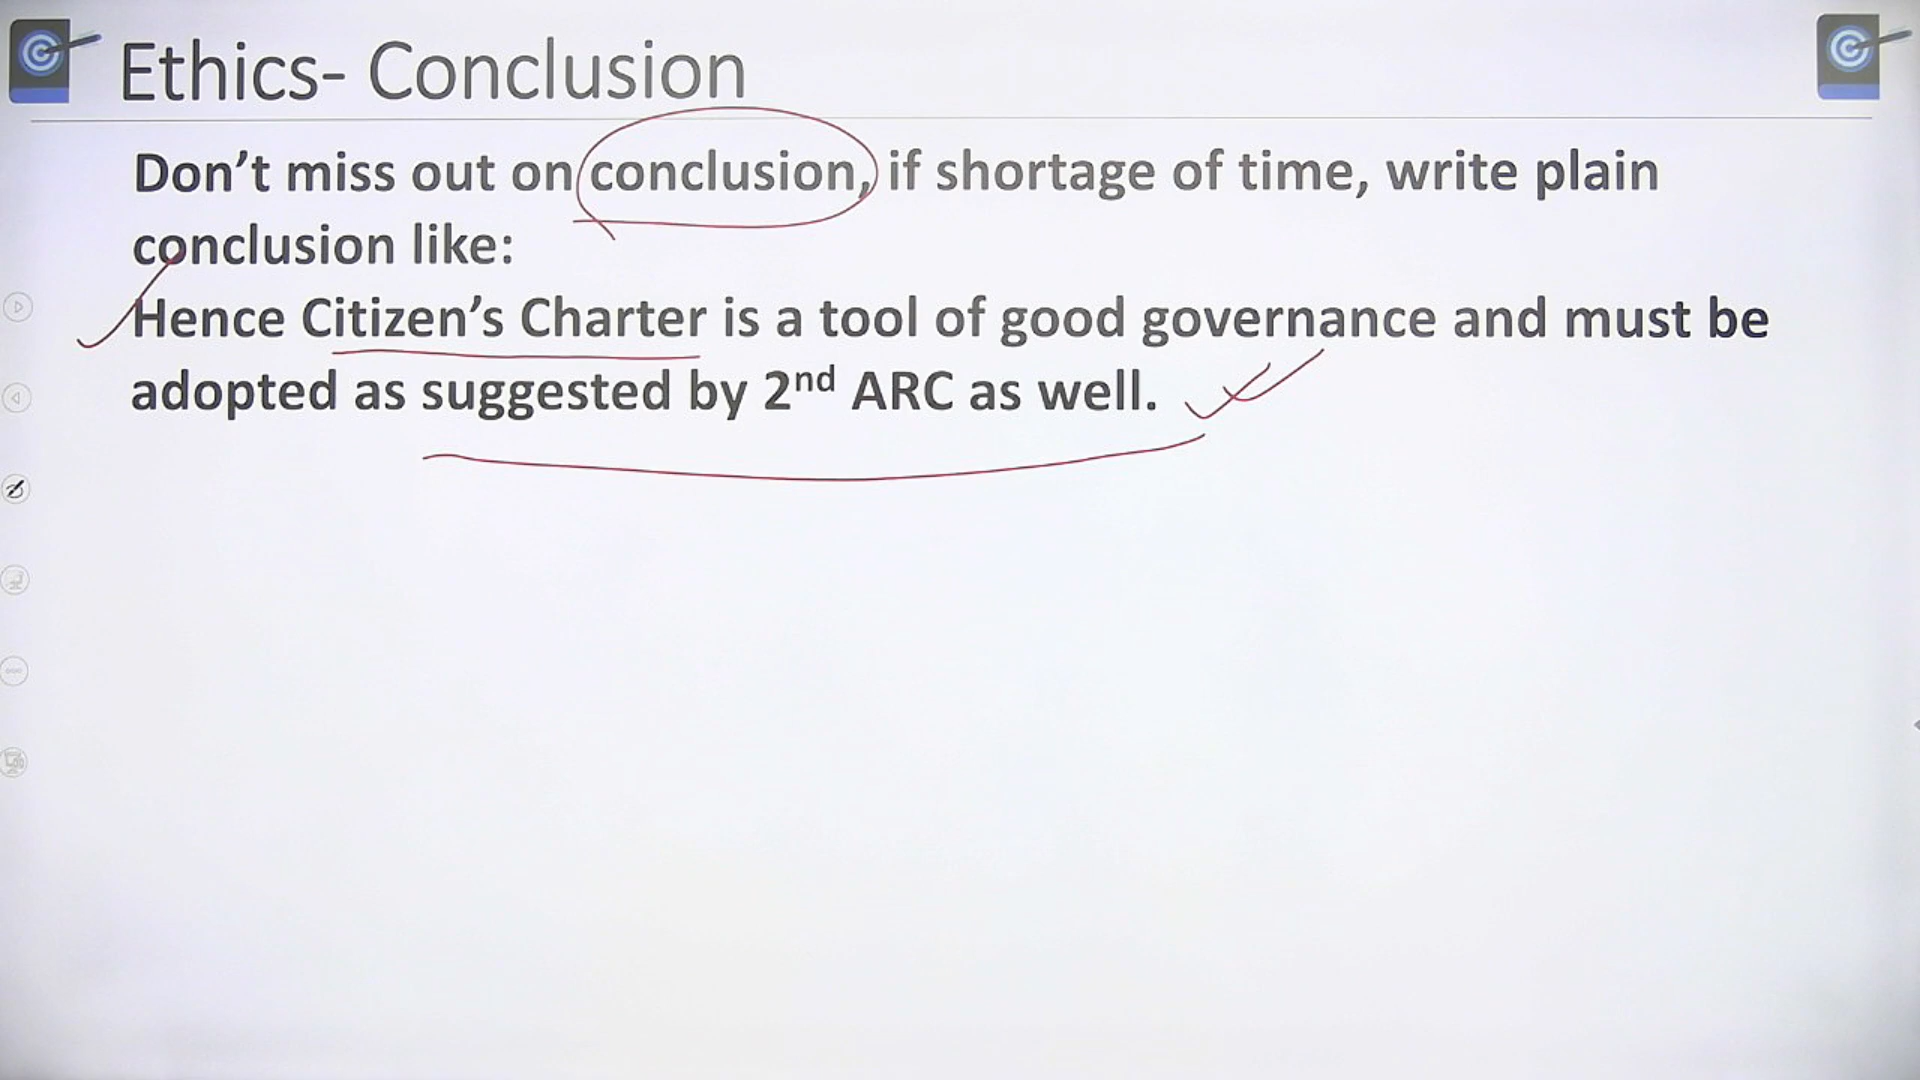 Ethics- Conclusion
Don’t miss out on conclusion, if shortage of time, write plain
conclusion like:
Hence Citizen’s Charter is a tool of good governance and must be
adopted as suggested by 2nd ARC as well.